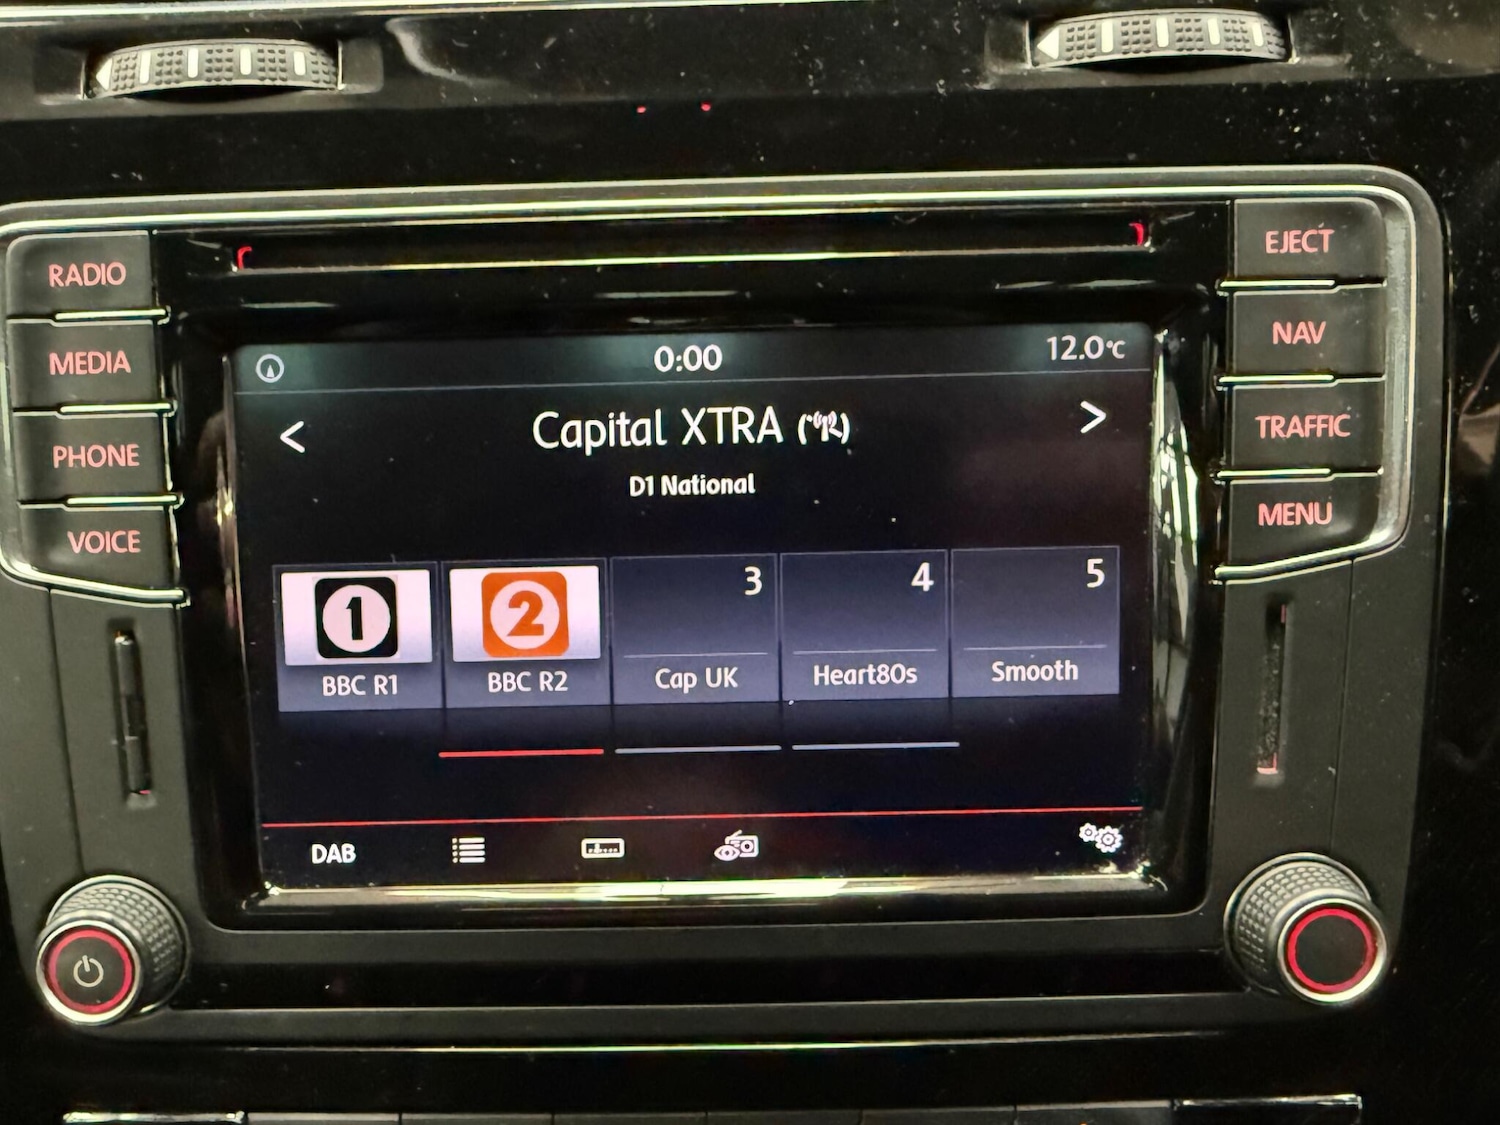 RADIO
MEDIA
PHONE
VOICE
EJECT
NAV
TRAFFIC
MENU
0:00
12.0°C
< Capital XTRA >
D1 National
1
BBC R1
2
BBC R2
3
Cap UK
4
Heart80s
5
Smooth
DAB